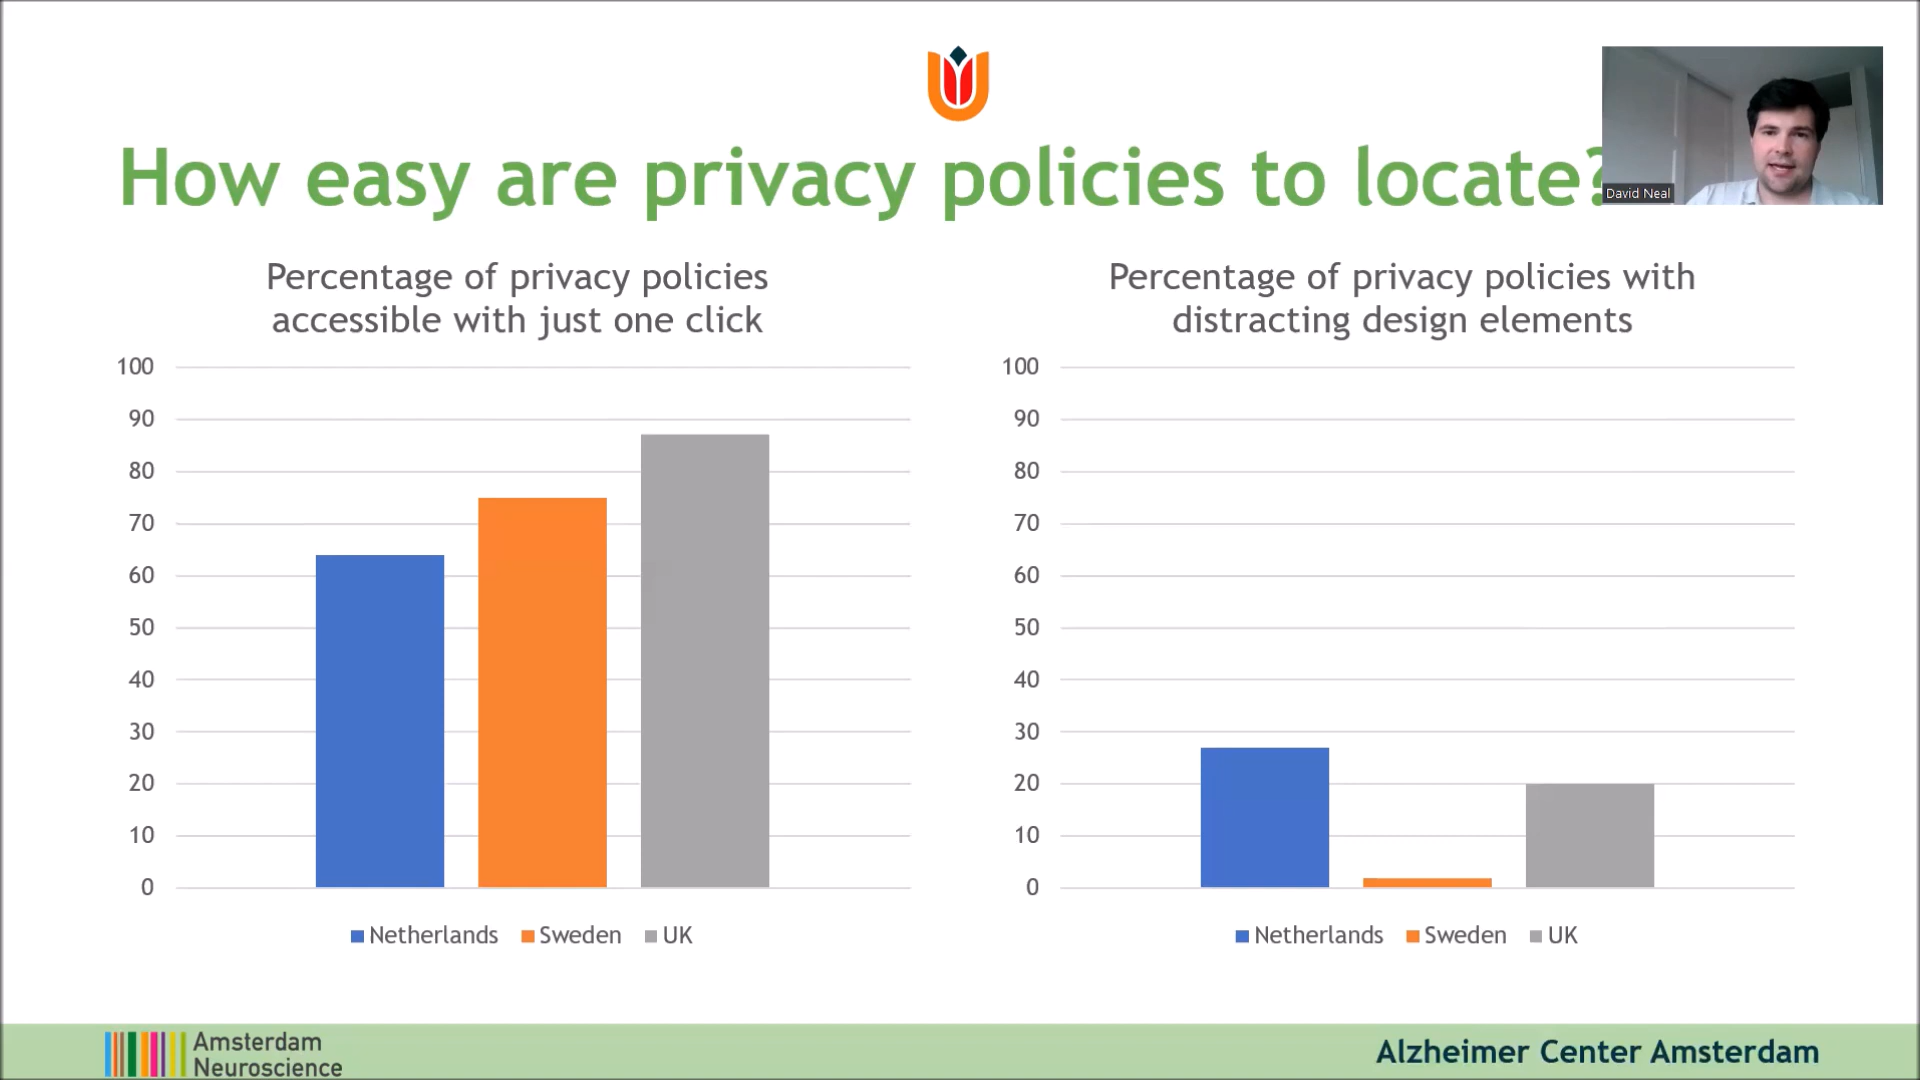 How easy are privacy policies to locate?
David Neal
Percentage of privacy policies
accessible with just one click
100
90
80
70
60
50
40
30
20
10
0
Netherlands Sweden UK
Percentage of privacy policies with
distracting design elements
100
90
80
70
60
50
40
30
20
10
0
Netherlands Sweden UK
Amsterdam
Neuroscience
Alzheimer Center Amsterdam